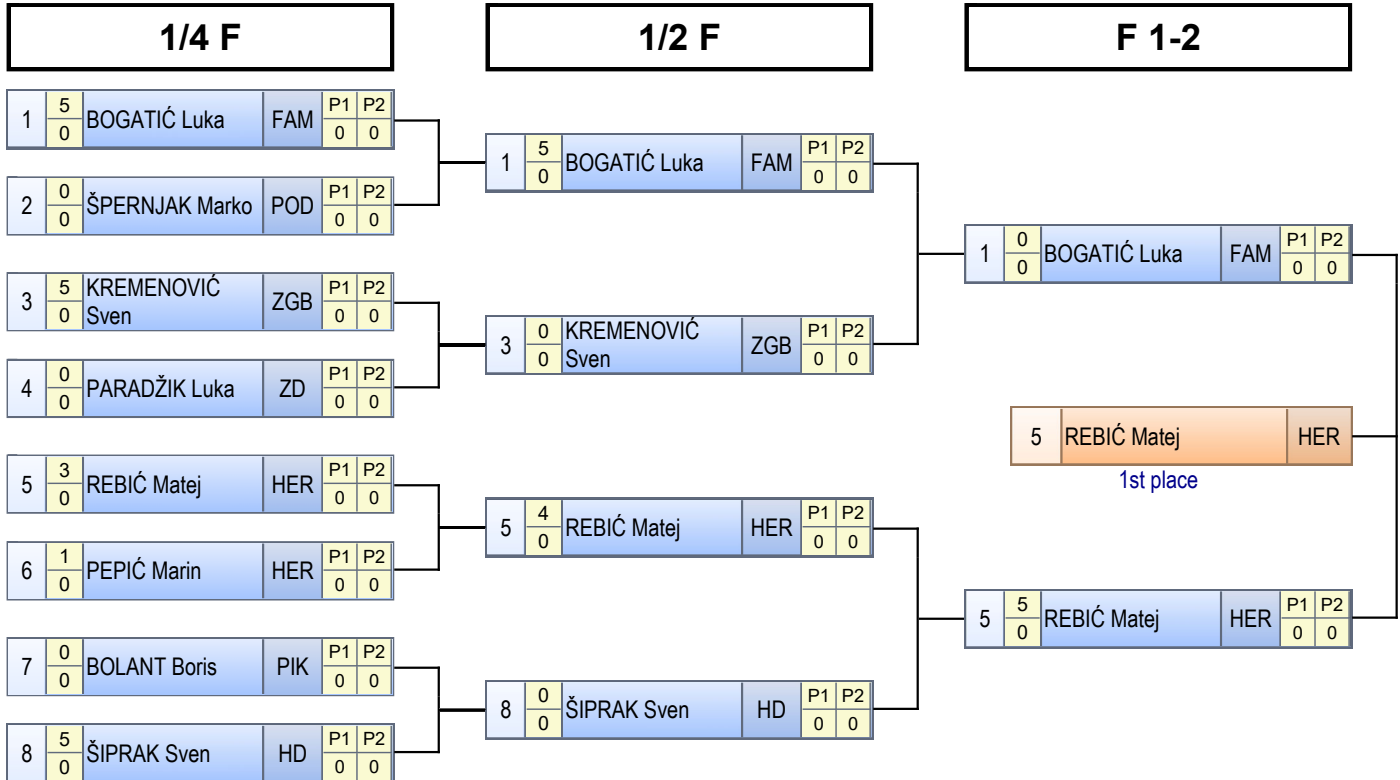 1/4 F
1/2 F
F 1-2
1 5 0 BOGATIĆ Luka FAM P1 P2 0 0
2 0 0 ŠPERNJAK Marko POD P1 P2 0 0
3 5 0 KREMENOVIĆ
Sven ZGB P1 P2 0 0
4 0 0 PARADŽIK Luka ZD P1 P2 0 0
5 3 0 REBIĆ Matej HER P1 P2 0 0
6 1 0 PEPIĆ Marin HER P1 P2 0 0
7 0 0 BOLANT Boris PIK P1 P2 0 0
8 5 0 ŠIPRAK Sven HD P1 P2 0 0
1 5 0 BOGATIĆ Luka FAM P1 P2 0 0
3 0 0 KREMENOVIĆ
Sven ZGB P1 P2 0 0
5 4 0 REBIĆ Matej HER P1 P2 0 0
8 0 0 ŠIPRAK Sven HD P1 P2 0 0
1 0 0 BOGATIĆ Luka FAM P1 P2 0 0
5 REBIĆ Matej HER
1st place
5 5 0 REBIĆ Matej HER P1 P2 0 0